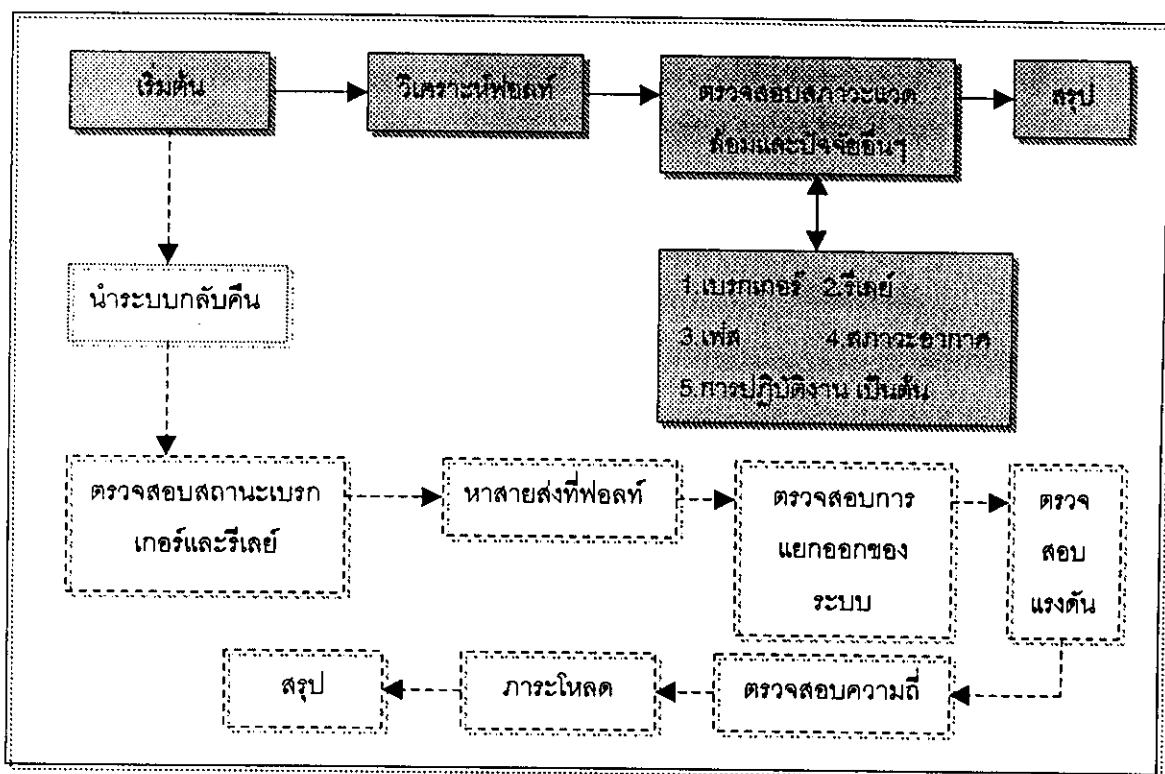 เริ่มต้น
วิเคราะห์ฟอลท์
ตรวจสอบสภาวะแวด
ล้อมและปัจจัยอื่นๆ
สรุป
นำระบบกลับคืน
1.เบรกเกอร์ 2.รีเลย์
3.เฟส 4.สภาวะอากาศ
5.การปฏิบัติงาน เป็นต้น
ตรวจสอบสถานะเบรก
เกอร์และรีเลย์
หาสายส่งที่ฟอลท์
ตรวจสอบการ
แยกออกของ
ระบบ
ตรวจ
สอบ
แรงดัน
สรุป
ภาระโหลด
ตรวจสอบความถี่